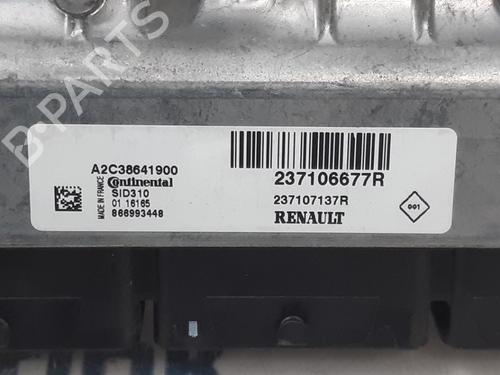 B-PARTS
A2C38641900
MADE IN FRANCE
Continental
SID310
01 16165
866993448
237106677R
237107137R
RENAULT
001